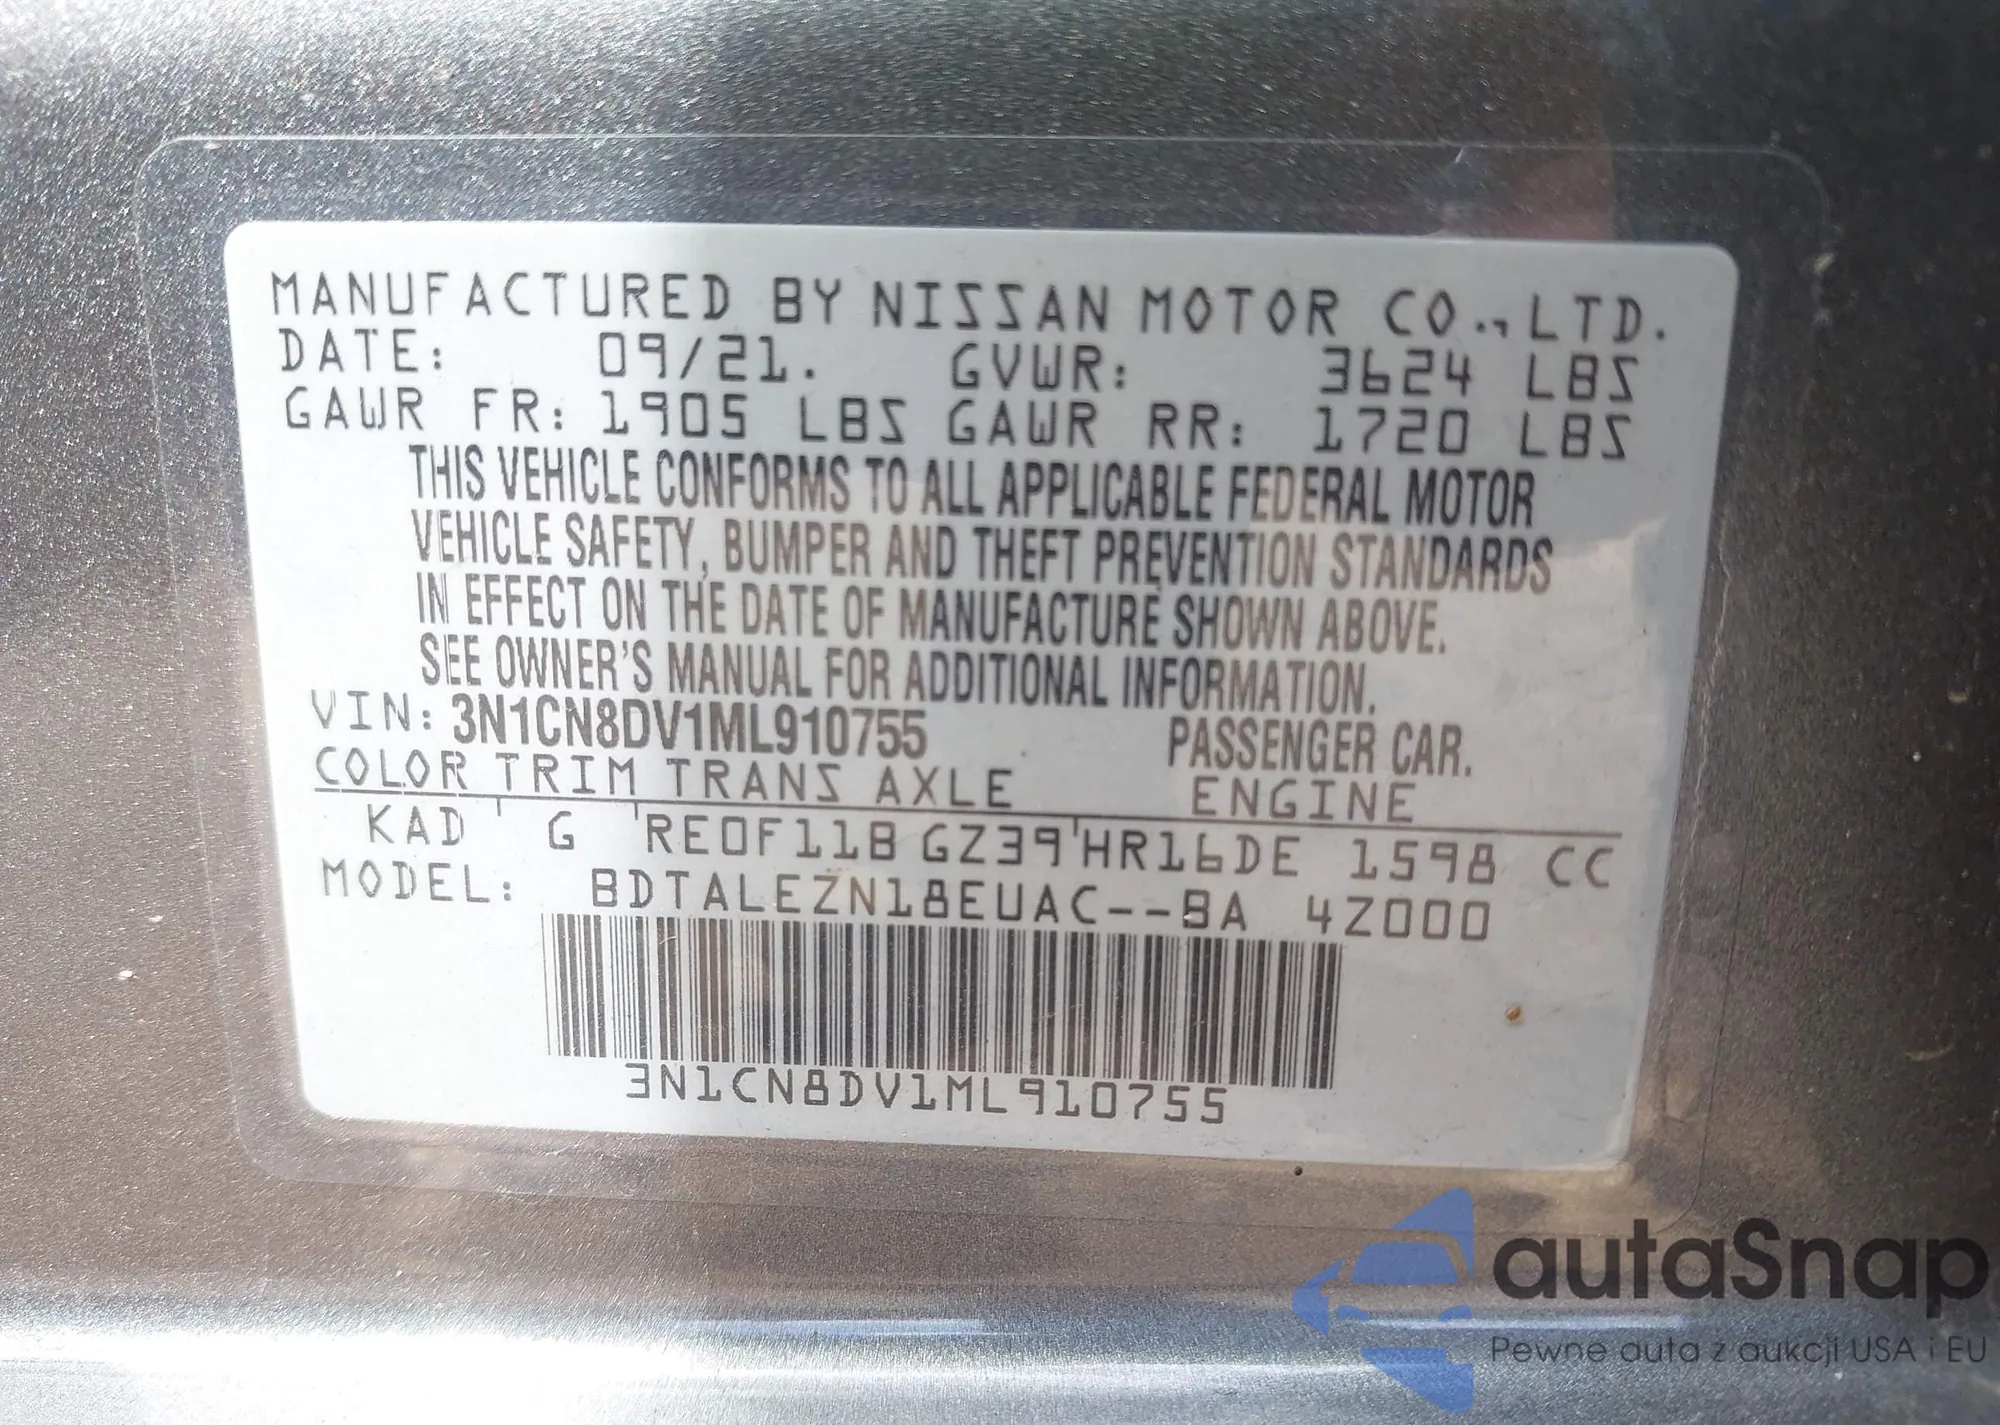 MANUFACTURED BY NISSAN MOTOR CO., LTD.
DATE: 09/21. GVWR: 3624 LBS
GAWR FR: 1905 LBS GAWR RR: 1720 LBS
THIS VEHICLE CONFORMS TO ALL APPLICABLE FEDERAL MOTOR
VEHICLE SAFETY, BUMPER AND THEFT PREVENTION STANDARDS
IN EFFECT ON THE DATE OF MANUFACTURE SHOWN ABOVE.
SEE OWNER'S MANUAL FOR ADDITIONAL INFORMATION.
VIN: 3N1CN8DV1ML910755 PASSENGER CAR.
COLOR TRIM TRANS AXLE ENGINE
KAD G RE0F11B GZ39 HR16DE 1598 CC
MODEL: BDTALEZN18EUAC--BA 4Z000
3N1CN8DV1ML910755
autaSnap
Pewne auta z aukcji USA i EU